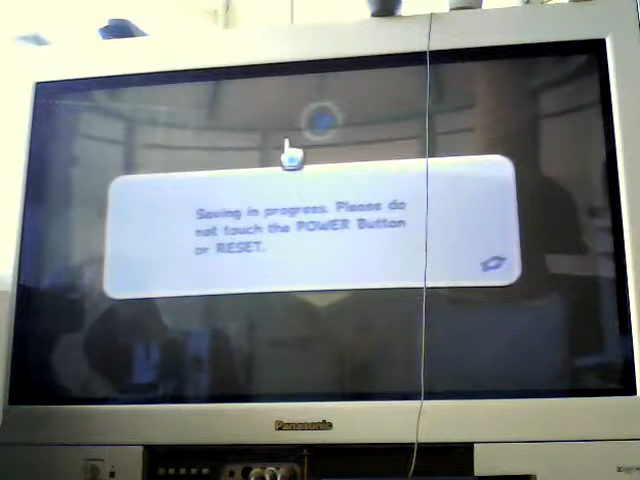 Saving in progress. Please do
not touch the POWER Button
or RESET.
Panasonic